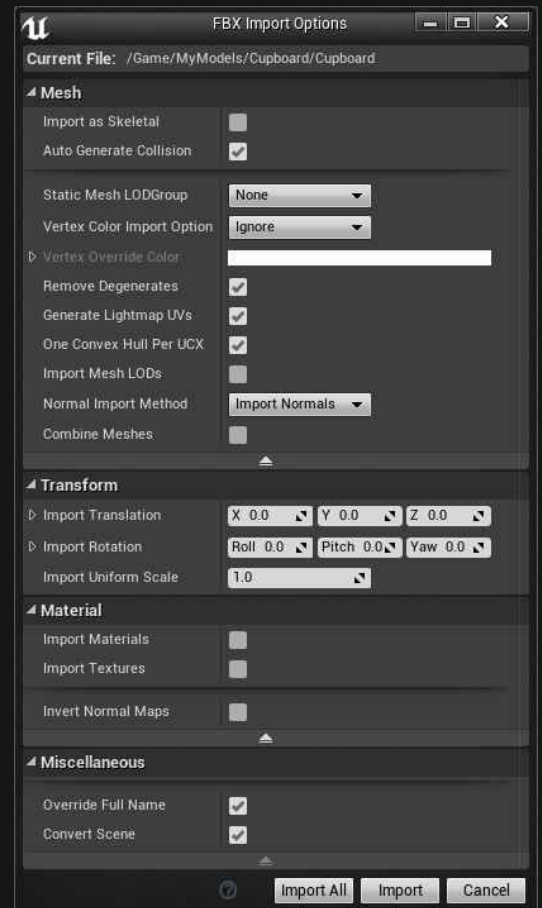 FBX Import Options
Current File: /Game/MyModels/Cupboard/Cupboard
Mesh
Import as Skeletal
Auto Generate Collision
Static Mesh LODGroup None
Vertex Color Import Option Ignore
Vertex Override Color
Remove Degenerates
Generate Lightmap UVs
One Convex Hull Per UCX
Import Mesh LODs
Normal Import Method Import Normals
Combine Meshes
Transform
Import Translation X 0.0 Y 0.0 Z 0.0
Import Rotation Roll 0.0 Pitch 0.0 Yaw 0.0
Import Uniform Scale 1.0
Material
Import Materials
Import Textures
Invert Normal Maps
Miscellaneous
Override Full Name
Convert Scene
? Import All Import Cancel